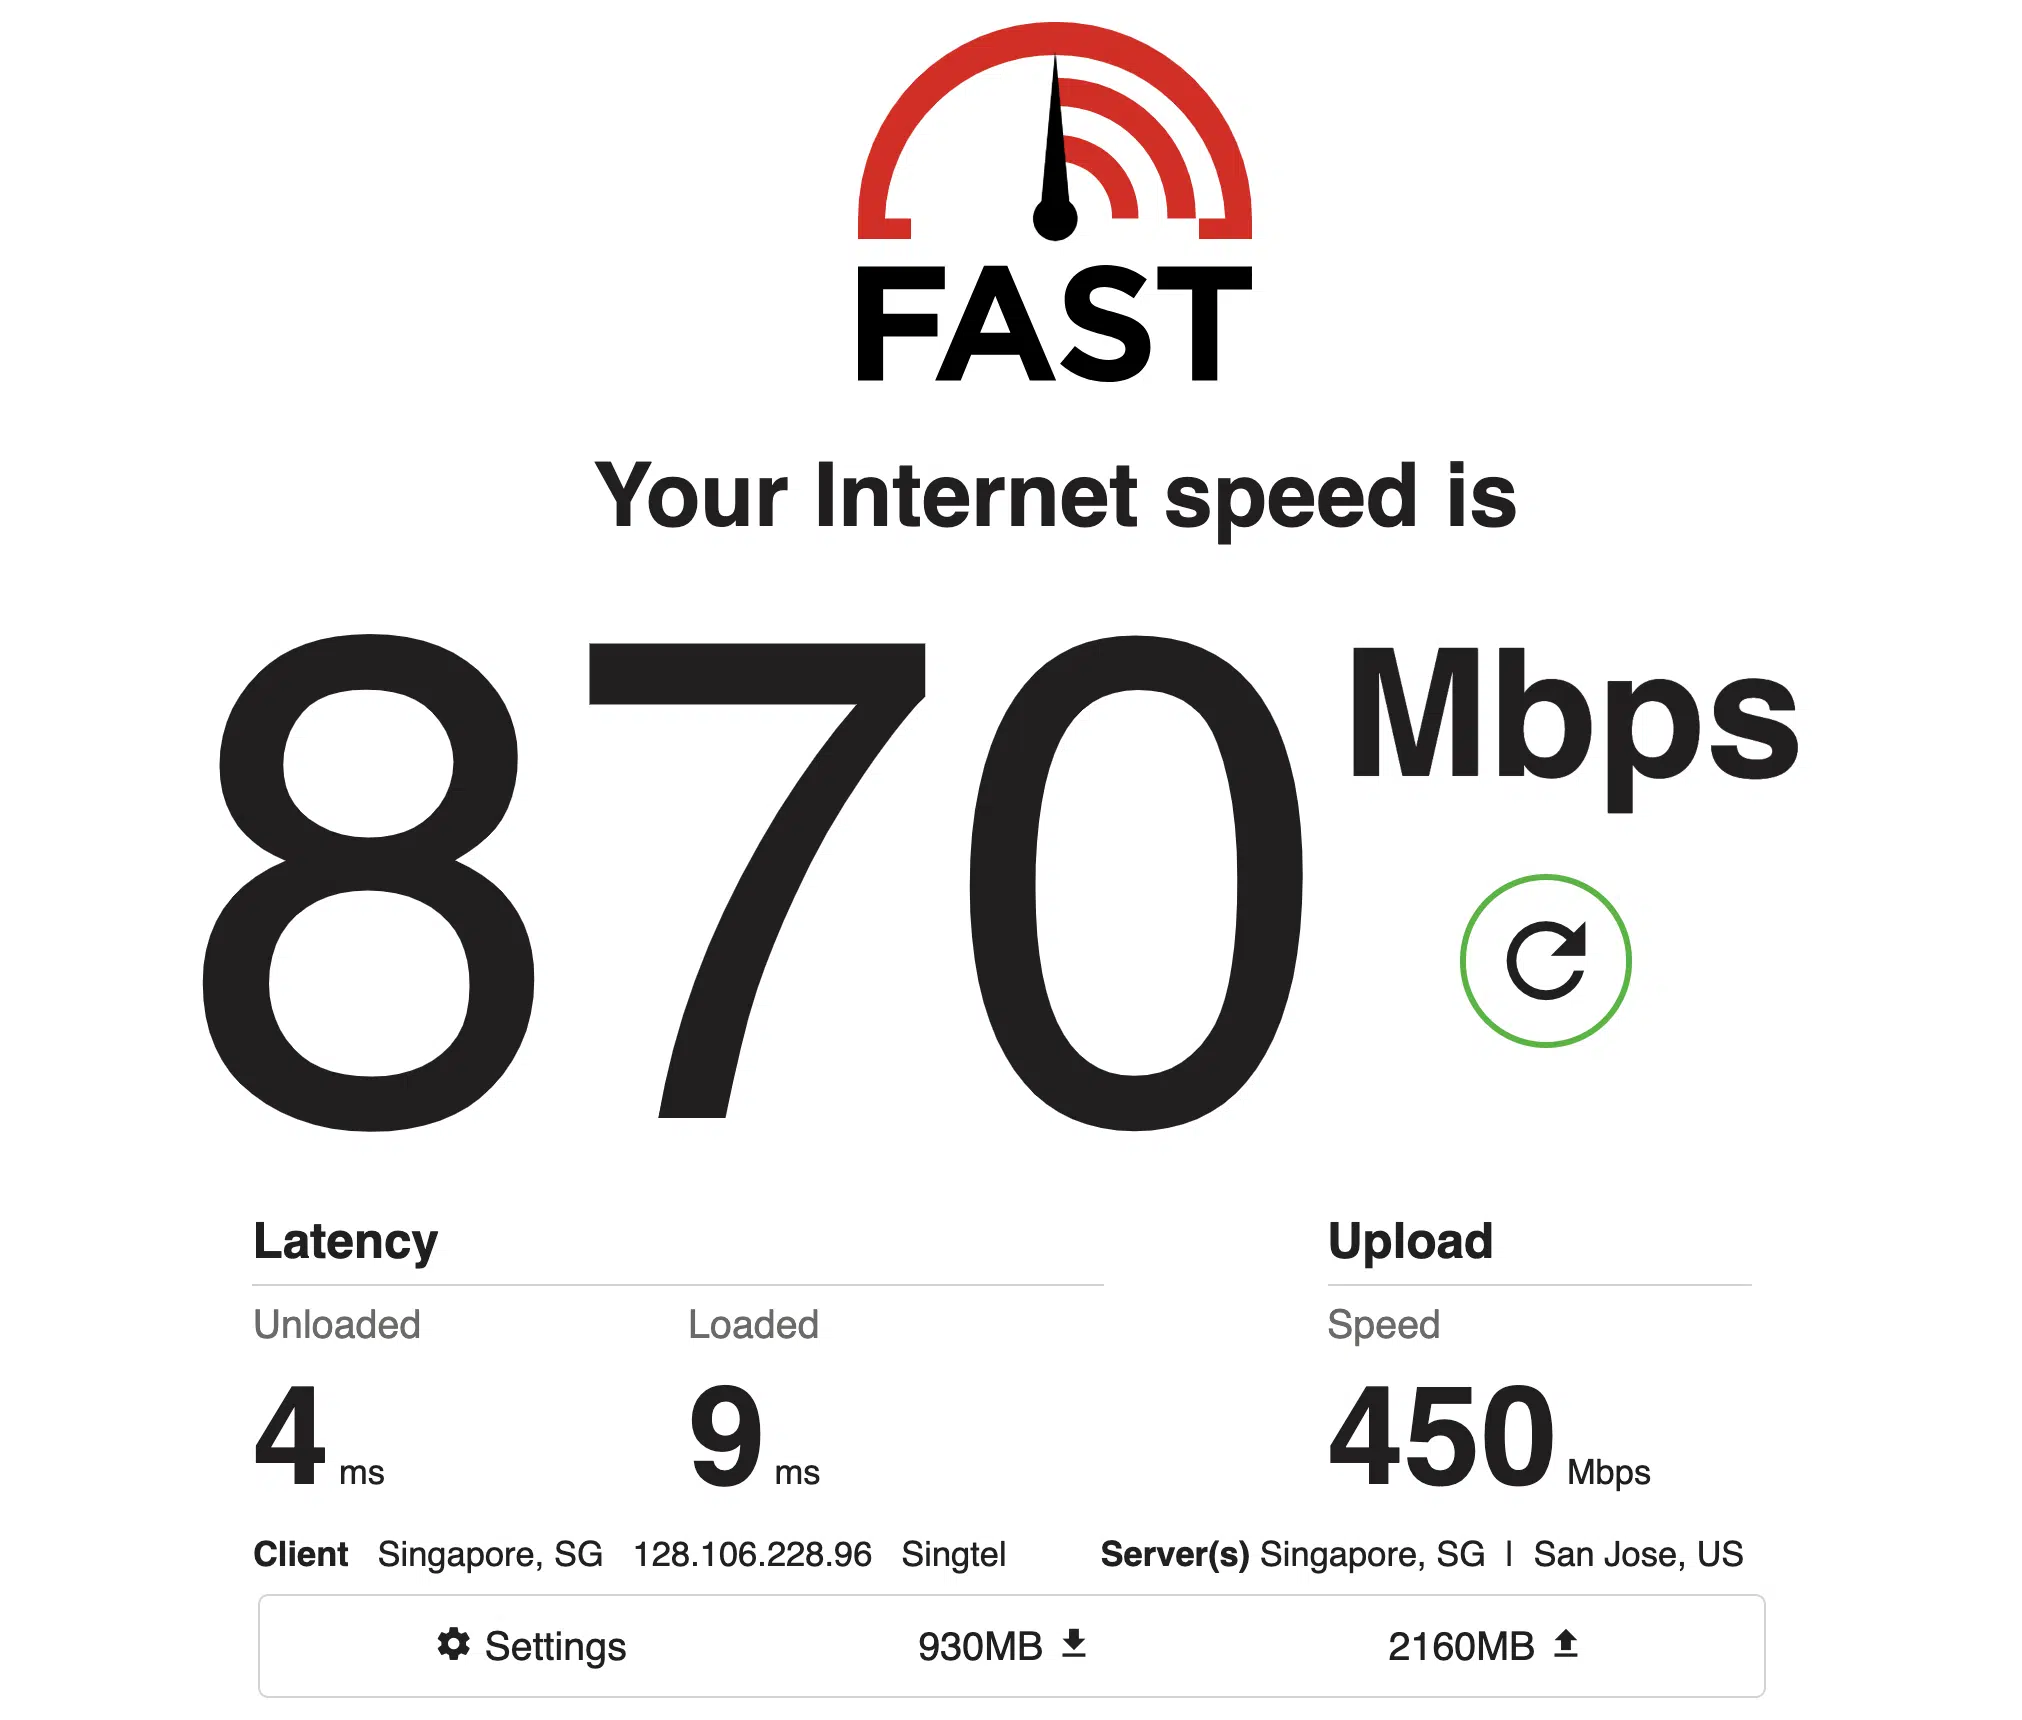 FAST
Your Internet speed is
870 Mbps
Latency
Unloaded Loaded
4 ms 9 ms
Upload
Speed
450 Mbps
Client Singapore, SG 128.106.228.96 Singtel
Server(s) Singapore, SG | San Jose, US
Settings 930MB 2160MB